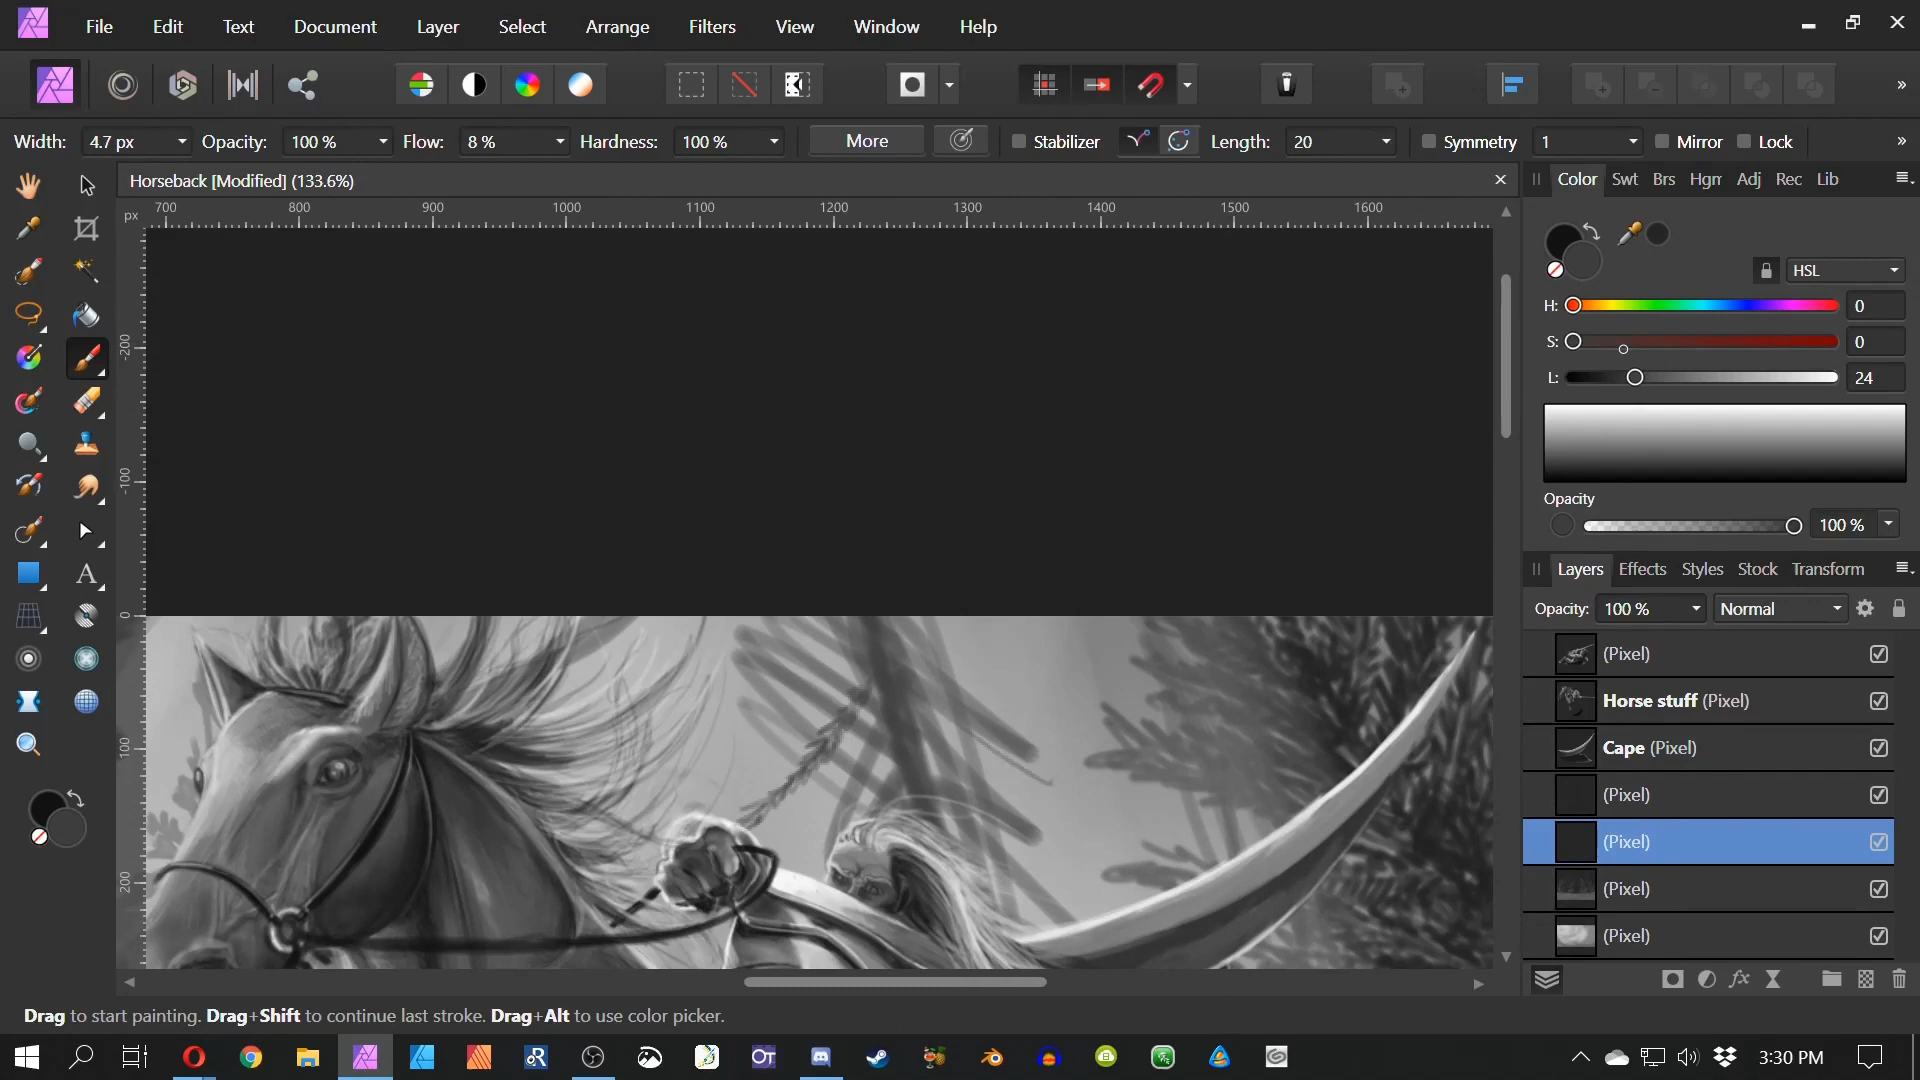 File Edit Text Document Layer Select Arrange Filters View Window Help
Width: 4.7 px Opacity: 100 % Flow: 8 % Hardness: 100 % More Stabilizer Length: 20 Symmetry 1 Mirror Lock
Horseback [Modified] (133.6%)
px 700 800 900 1000 1100 1200 1300 1400 1500 1600
-200
-100
0
100
200
Color Swt Brs Hgrr Adj Rec Lib
HSL
H: 0
S: 0
L: 24
Opacity
100 %
Layers Effects Styles Stock Transform
Opacity: 100 % Normal
(Pixel)
Horse stuff (Pixel)
Cape (Pixel)
(Pixel)
(Pixel)
(Pixel)
(Pixel)
Drag to start painting. Drag+Shift to continue last stroke. Drag+Alt to use color picker.
3:30 PM